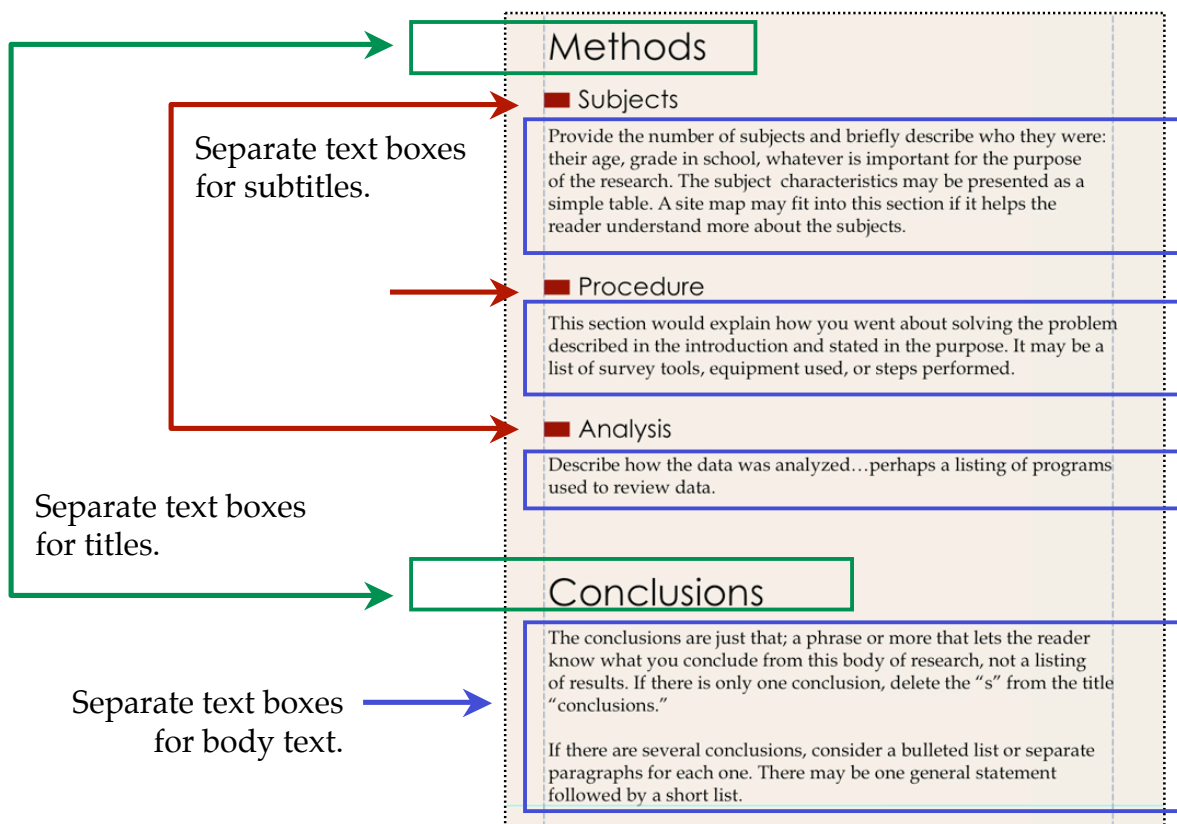 Methods
Subjects
Separate text boxes
for subtitles.
Provide the number of subjects and briefly describe who they were:
their age, grade in school, whatever is important for the purpose
of the research. The subject  characteristics may be presented as a
simple table. A site map may fit into this section if it helps the
reader understand more about the subjects.
Procedure
This section would explain how you went about solving the problem
described in the introduction and stated in the purpose. It may be a
list of survey tools, equipment used, or steps performed.
Analysis
Describe how the data was analyzed…perhaps a listing of programs
used to review data.
Separate text boxes
for titles.
Conclusions
The conclusions are just that; a phrase or more that lets the reader
know what you conclude from this body of research, not a listing
of results. If there is only one conclusion, delete the “s” from the title
“conclusions.”
Separate text boxes
for body text.
If there are several conclusions, consider a bulleted list or separate
paragraphs for each one. There may be one general statement
followed by a short list.